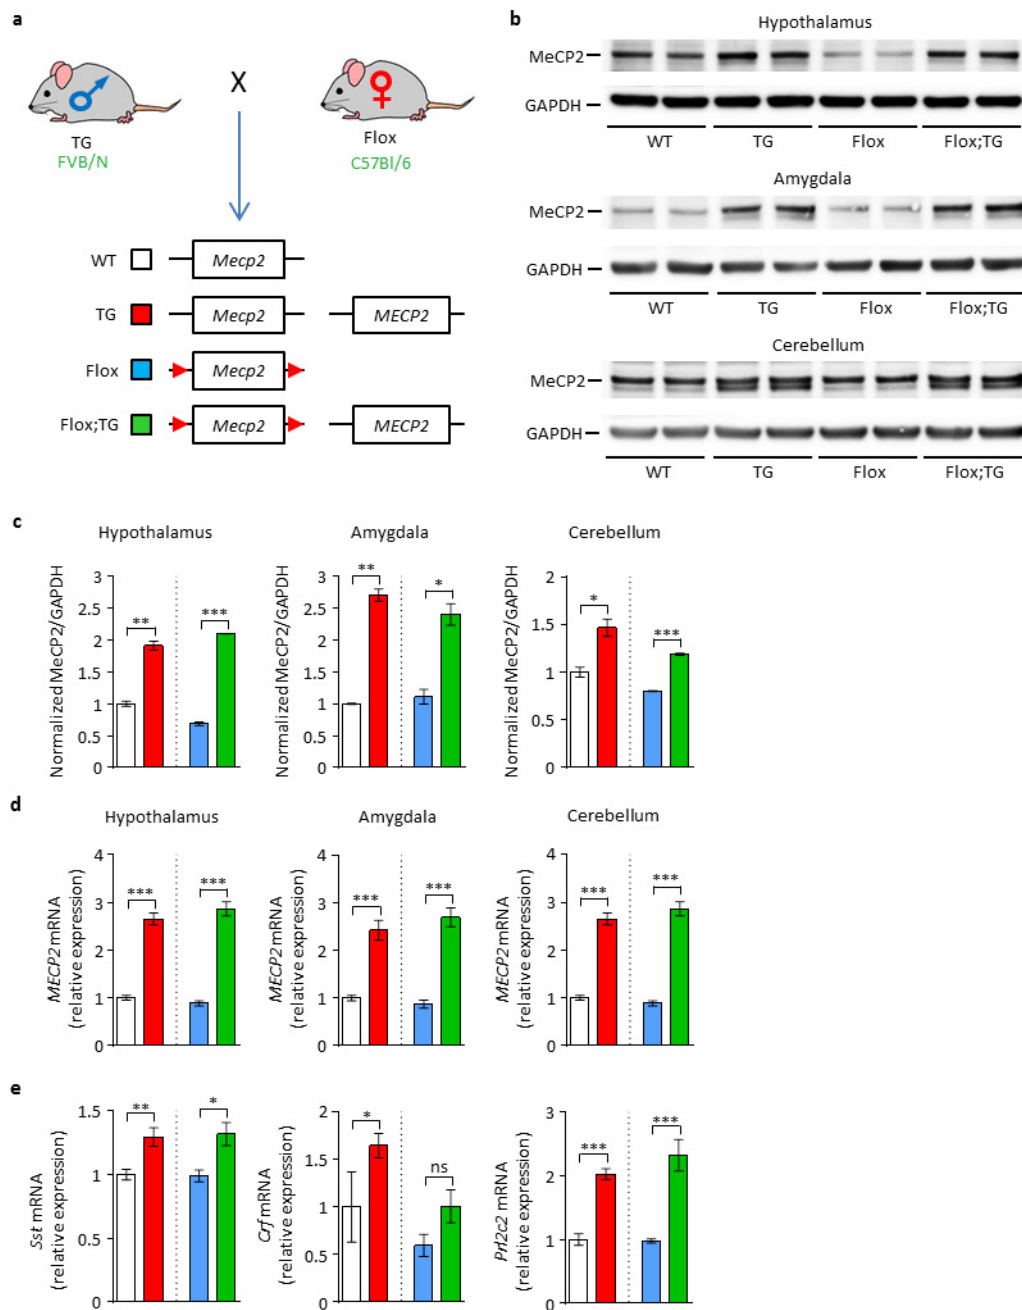 a
X
TG
FVB/N
Flox
C57Bl/6
WT
Mecp2
TG
Mecp2
MECP2
Flox
Mecp2
Flox;TG
Mecp2
MECP2
b
Hypothalamus
MeCP2
GAPDH
WT TG Flox Flox;TG
Amygdala
MeCP2
GAPDH
WT TG Flox Flox;TG
Cerebellum
MeCP2
GAPDH
WT TG Flox Flox;TG
c
Hypothalamus
Normalized MeCP2/GAPDH
3
2.5
2
1.5
1
0.5
0
**
***
Amygdala
Normalized MeCP2/GAPDH
3
2.5
2
1.5
1
0.5
0
**
*
Cerebellum
Normalized MeCP2/GAPDH
2
1.5
1
0.5
0
*
***
d
Hypothalamus
MECP2 mRNA
(relative expression)
4
3
2
1
0
***
***
Amygdala
MECP2 mRNA
(relative expression)
4
3
2
1
0
***
***
Cerebellum
MECP2 mRNA
(relative expression)
4
3
2
1
0
***
***
e
Sst mRNA
(relative expression)
1.5
1
0.5
0
**
*
Crf mRNA
(relative expression)
2
1.5
1
0.5
0
*
ns
Prl2c2 mRNA
(relative expression)
3
2
1
0
***
***